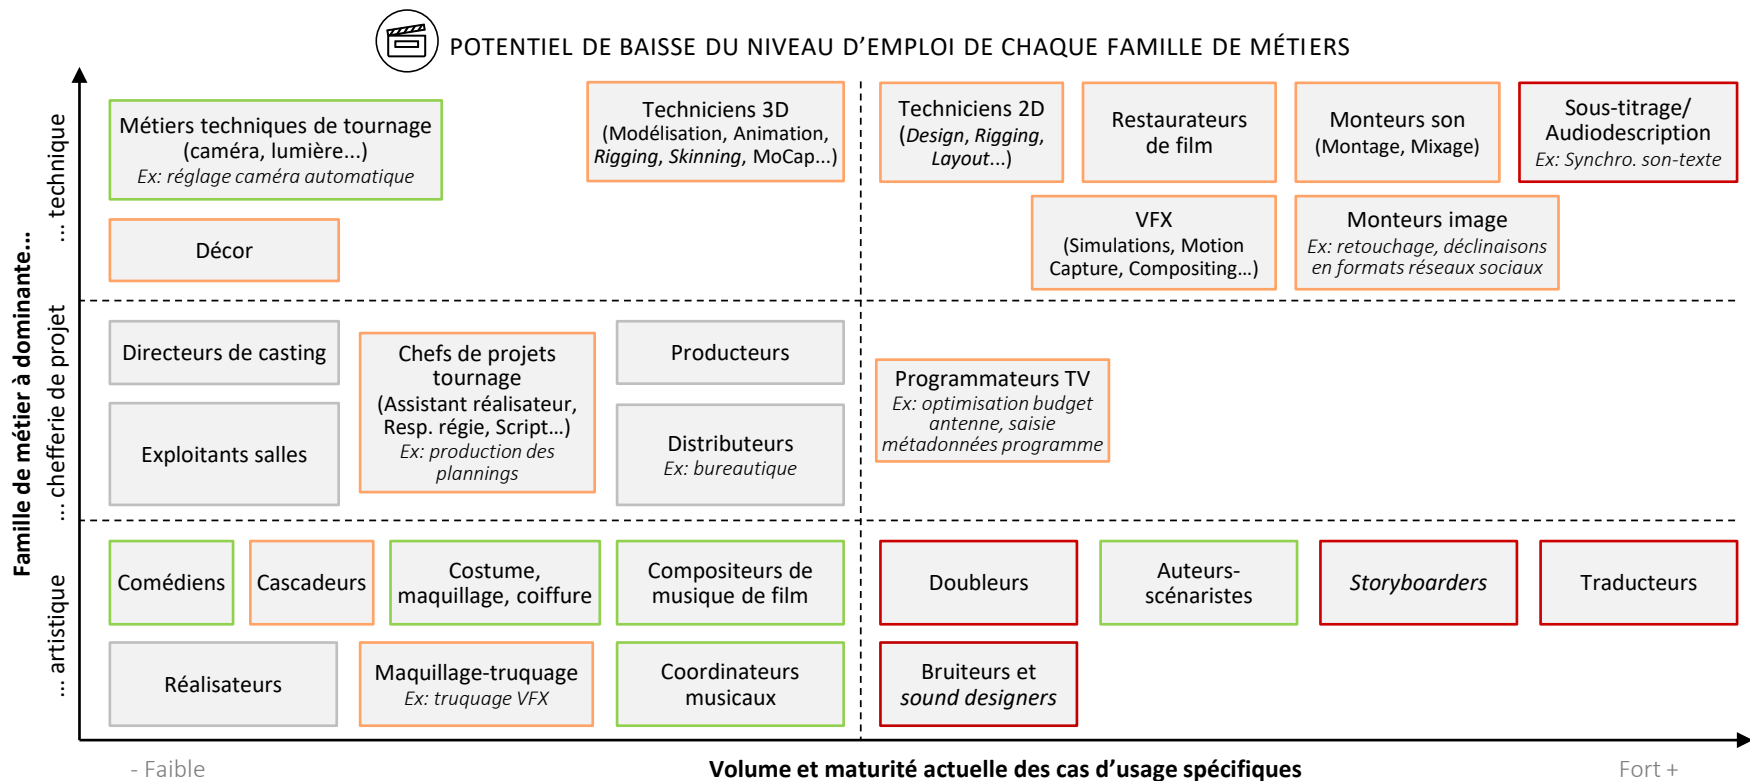 POTENTIEL DE BAISSE DU NIVEAU D’EMPLOI DE CHAQUE FAMILLE DE MÉTIERS
Famille de métier à dominante...
... technique
Métiers techniques de tournage
(caméra, lumière...)
Ex: réglage caméra automatique
Techniciens 3D
(Modélisation, Animation,
Rigging, Skinning, MoCap...)
Techniciens 2D
(Design, Rigging,
Layout...)
Restaurateurs
de film
Monteurs son
(Montage, Mixage)
Sous-titrage/
Audiodescription
Ex: Synchro. son-texte
Décor
VFX
(Simulations, Motion
Capture, Compositing…)
Monteurs image
Ex: retouchage, déclinaisons
en formats réseaux sociaux
... chefferie de projet
Directeurs de casting
Chefs de projets
tournage
(Assistant réalisateur,
Resp. régie, Script…)
Ex: production des
plannings
Producteurs
Programmateurs TV
Ex: optimisation budget
antenne, saisie
métadonnées programme
Exploitants salles
Distributeurs
Ex: bureautique
... artistique
Comédiens
Cascadeurs
Costume,
maquillage, coiffure
Compositeurs de
musique de film
Doubleurs
Auteurs-
scénaristes
Storyboarders
Traducteurs
Réalisateurs
Maquillage-truquage
Ex: truquage VFX
Coordinateurs
musicaux
Bruiteurs et
sound designers
- Faible
Volume et maturité actuelle des cas d’usage spécifiques
Fort +